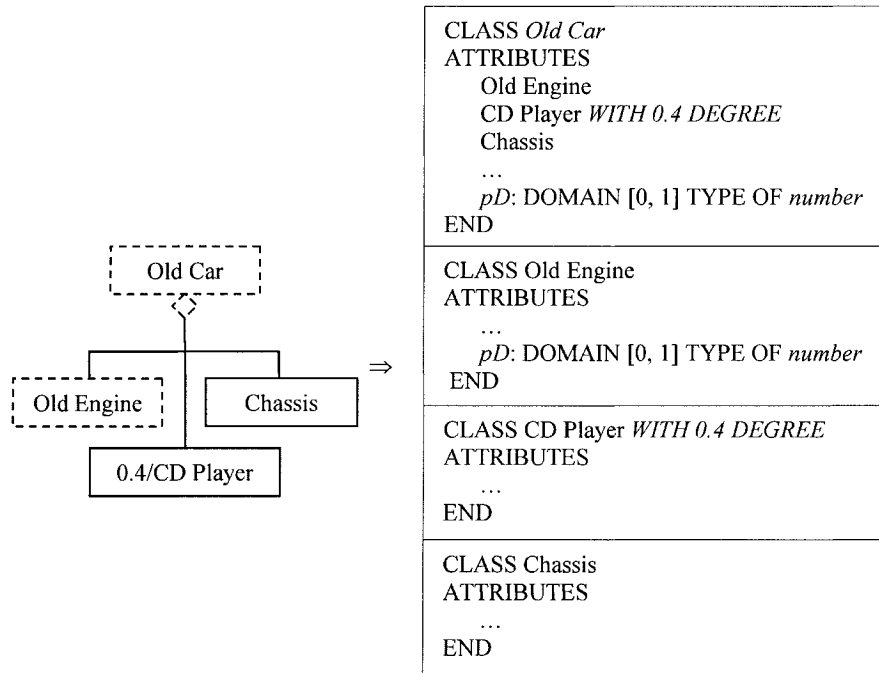 Old Car
Old Engine
Chassis
0.4/CD Player
⇒
CLASS Old Car
ATTRIBUTES
Old Engine
CD Player WITH 0.4 DEGREE
Chassis
…
pD: DOMAIN [0, 1] TYPE OF number
END
CLASS Old Engine
ATTRIBUTES
…
pD: DOMAIN [0, 1] TYPE OF number
END
CLASS CD Player WITH 0.4 DEGREE
ATTRIBUTES
…
END
CLASS Chassis
ATTRIBUTES
…
END